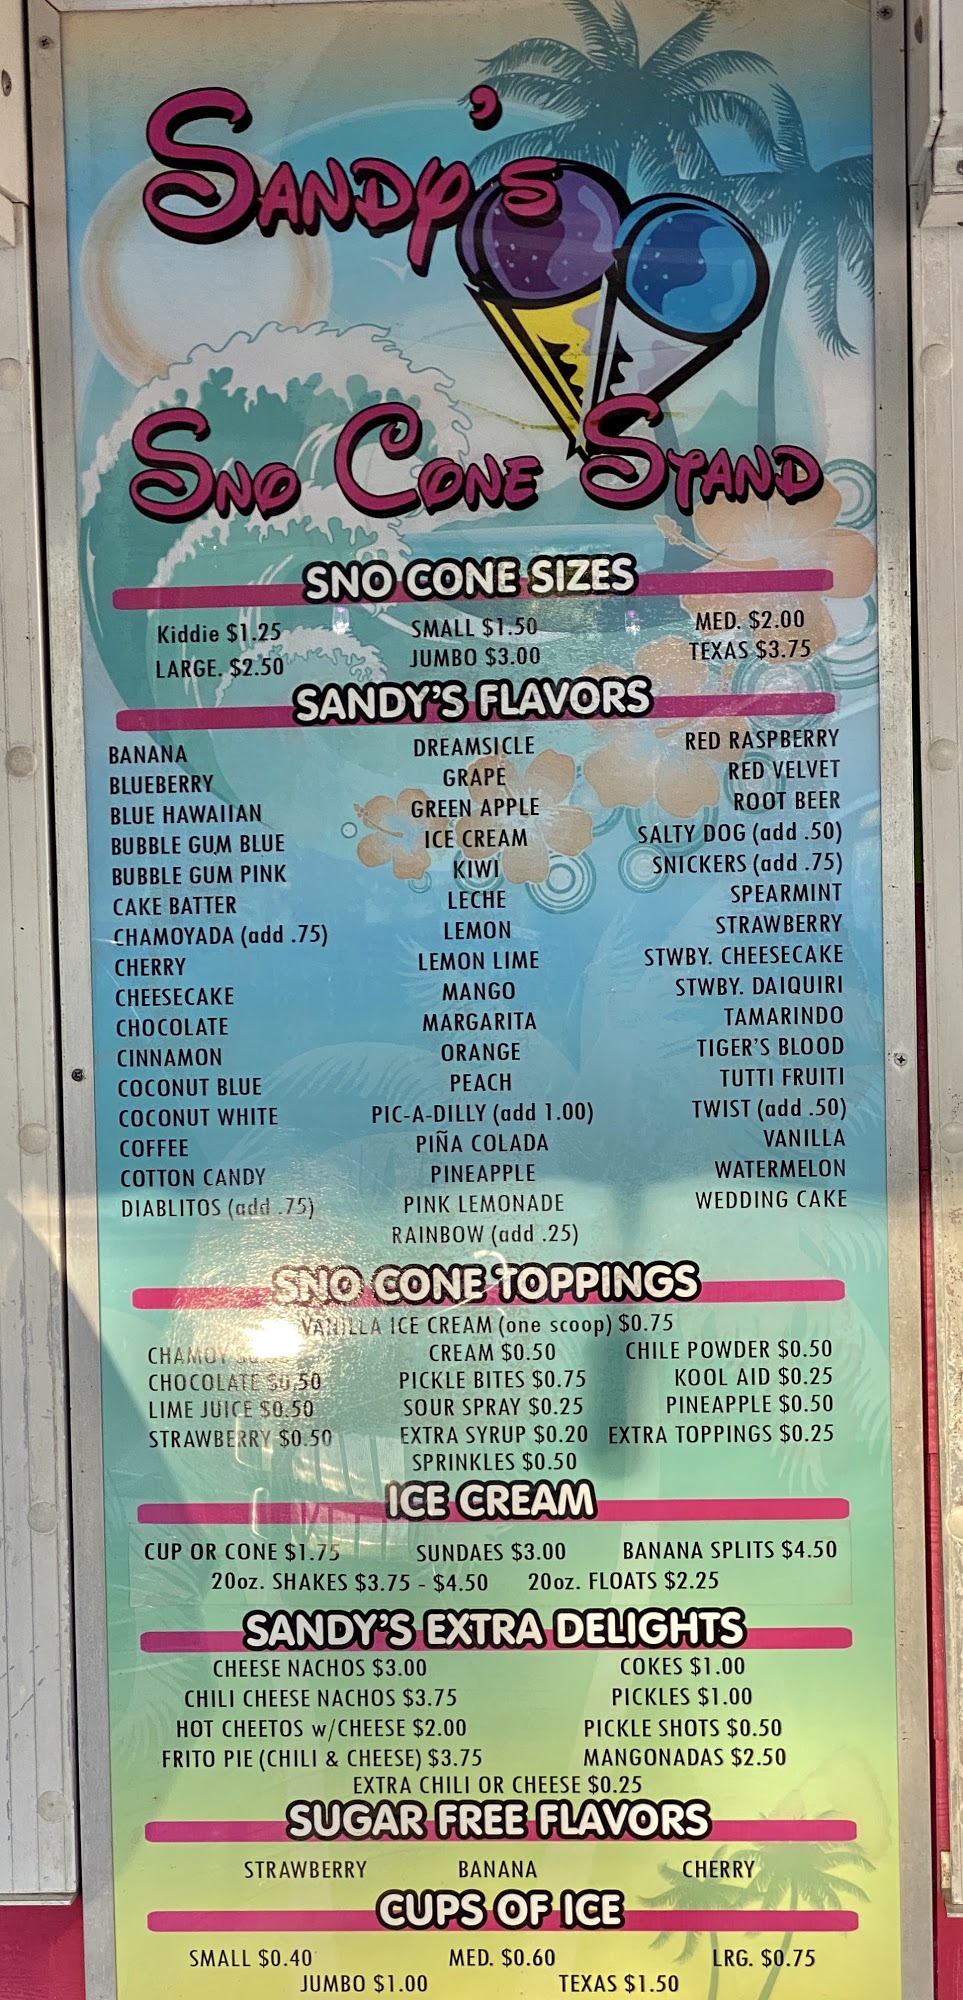 Sandy's
Sno Cone Stand
SNO CONE SIZES
Kiddie $1.25 SMALL $1.50 MED. $2.00
LARGE. $2.50 JUMBO $3.00 TEXAS $3.75
SANDY'S FLAVORS
BANANA DREAMSICLE RED RASPBERRY
BLUEBERRY GRAPE RED VELVET
BLUE HAWAIIAN GREEN APPLE ROOT BEER
BUBBLE GUM BLUE ICE CREAM SALTY DOG (add .50)
BUBBLE GUM PINK KIWI SNICKERS (add .75)
CAKE BATTER LECHE SPEARMINT
CHAMOYADA (add .75) LEMON STRAWBERRY
CHERRY LEMON LIME STWBY. CHEESECAKE
CHEESECAKE MANGO STWBY. DAIQUIRI
CHOCOLATE MARGARITA TAMARINDO
CINNAMON ORANGE TIGER'S BLOOD
COCONUT BLUE PEACH TUTTI FRUITI
COCONUT WHITE PIC-A-DILLY (add 1.00) TWIST (add .50)
COFFEE PIÑA COLADA VANILLA
COTTON CANDY PINEAPPLE WATERMELON
DIABLITOS (add .75) PINK LEMONADE WEDDING CAKE
RAINBOW (add .25)
SNO CONE TOPPINGS
VANILLA ICE CREAM (one scoop) $0.75
CHAMOY CREAM $0.50 CHILE POWDER $0.50
CHOCOLATE $0.50 PICKLE BITES $0.75 KOOL AID $0.25
LIME JUICE $0.50 SOUR SPRAY $0.25 PINEAPPLE $0.50
STRAWBERRY $0.50 EXTRA SYRUP $0.20 EXTRA TOPPINGS $0.25
SPRINKLES $0.50
ICE CREAM
CUP OR CONE $1.75 SUNDAES $3.00 BANANA SPLITS $4.50
20oz. SHAKES $3.75 - $4.50 20oz. FLOATS $2.25
SANDY'S EXTRA DELIGHTS
CHEESE NACHOS $3.00 COKES $1.00
CHILI CHEESE NACHOS $3.75 PICKLES $1.00
HOT CHEETOS w/CHEESE $2.00 PICKLE SHOTS $0.50
FRITO PIE (CHILI & CHEESE) $3.75 MANGONADAS $2.50
EXTRA CHILI OR CHEESE $0.25
SUGAR FREE FLAVORS
STRAWBERRY BANANA CHERRY
CUPS OF ICE
SMALL $0.40 MED. $0.60 LRG. $0.75
JUMBO $1.00 TEXAS $1.50